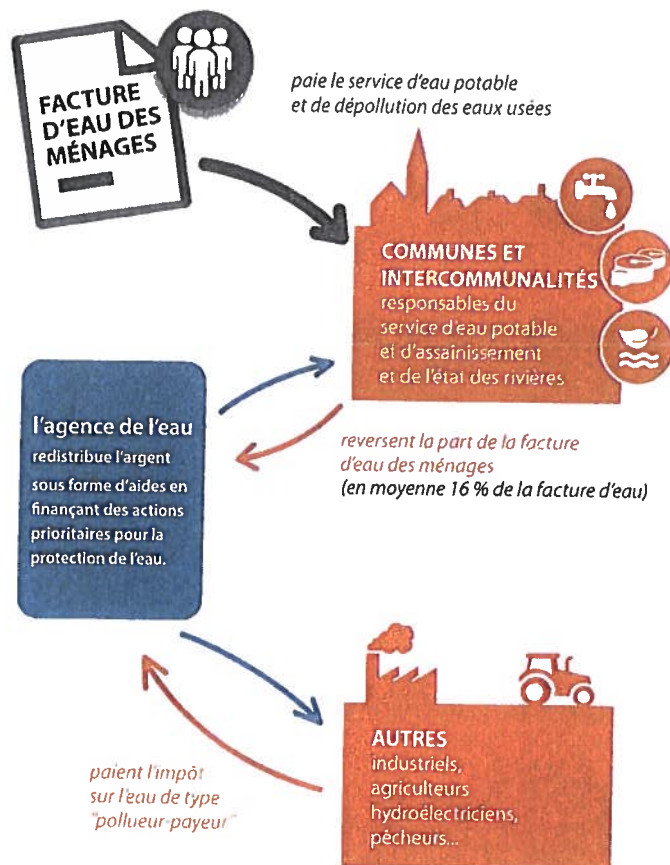 FACTURE
D'EAU DES
MÉNAGES
paie le service d'eau potable
et de dépollution des eaux usées
COMMUNES ET
INTERCOMMUNALITÉS
responsables du
service d'eau potable
et d'assainissement
et de l'état des rivières
l'agence de l'eau
redistribue l'argent
sous forme d'aides en
finançant des actions
prioritaires pour la
protection de l'eau.
reversent la part de la facture
d'eau des ménages
(en moyenne 16 % de la facture d'eau)
AUTRES
industriels,
agriculteurs
hydroélectriciens,
pêcheurs...
paient l'impôt
sur l'eau de type
"pollueur-payeur"